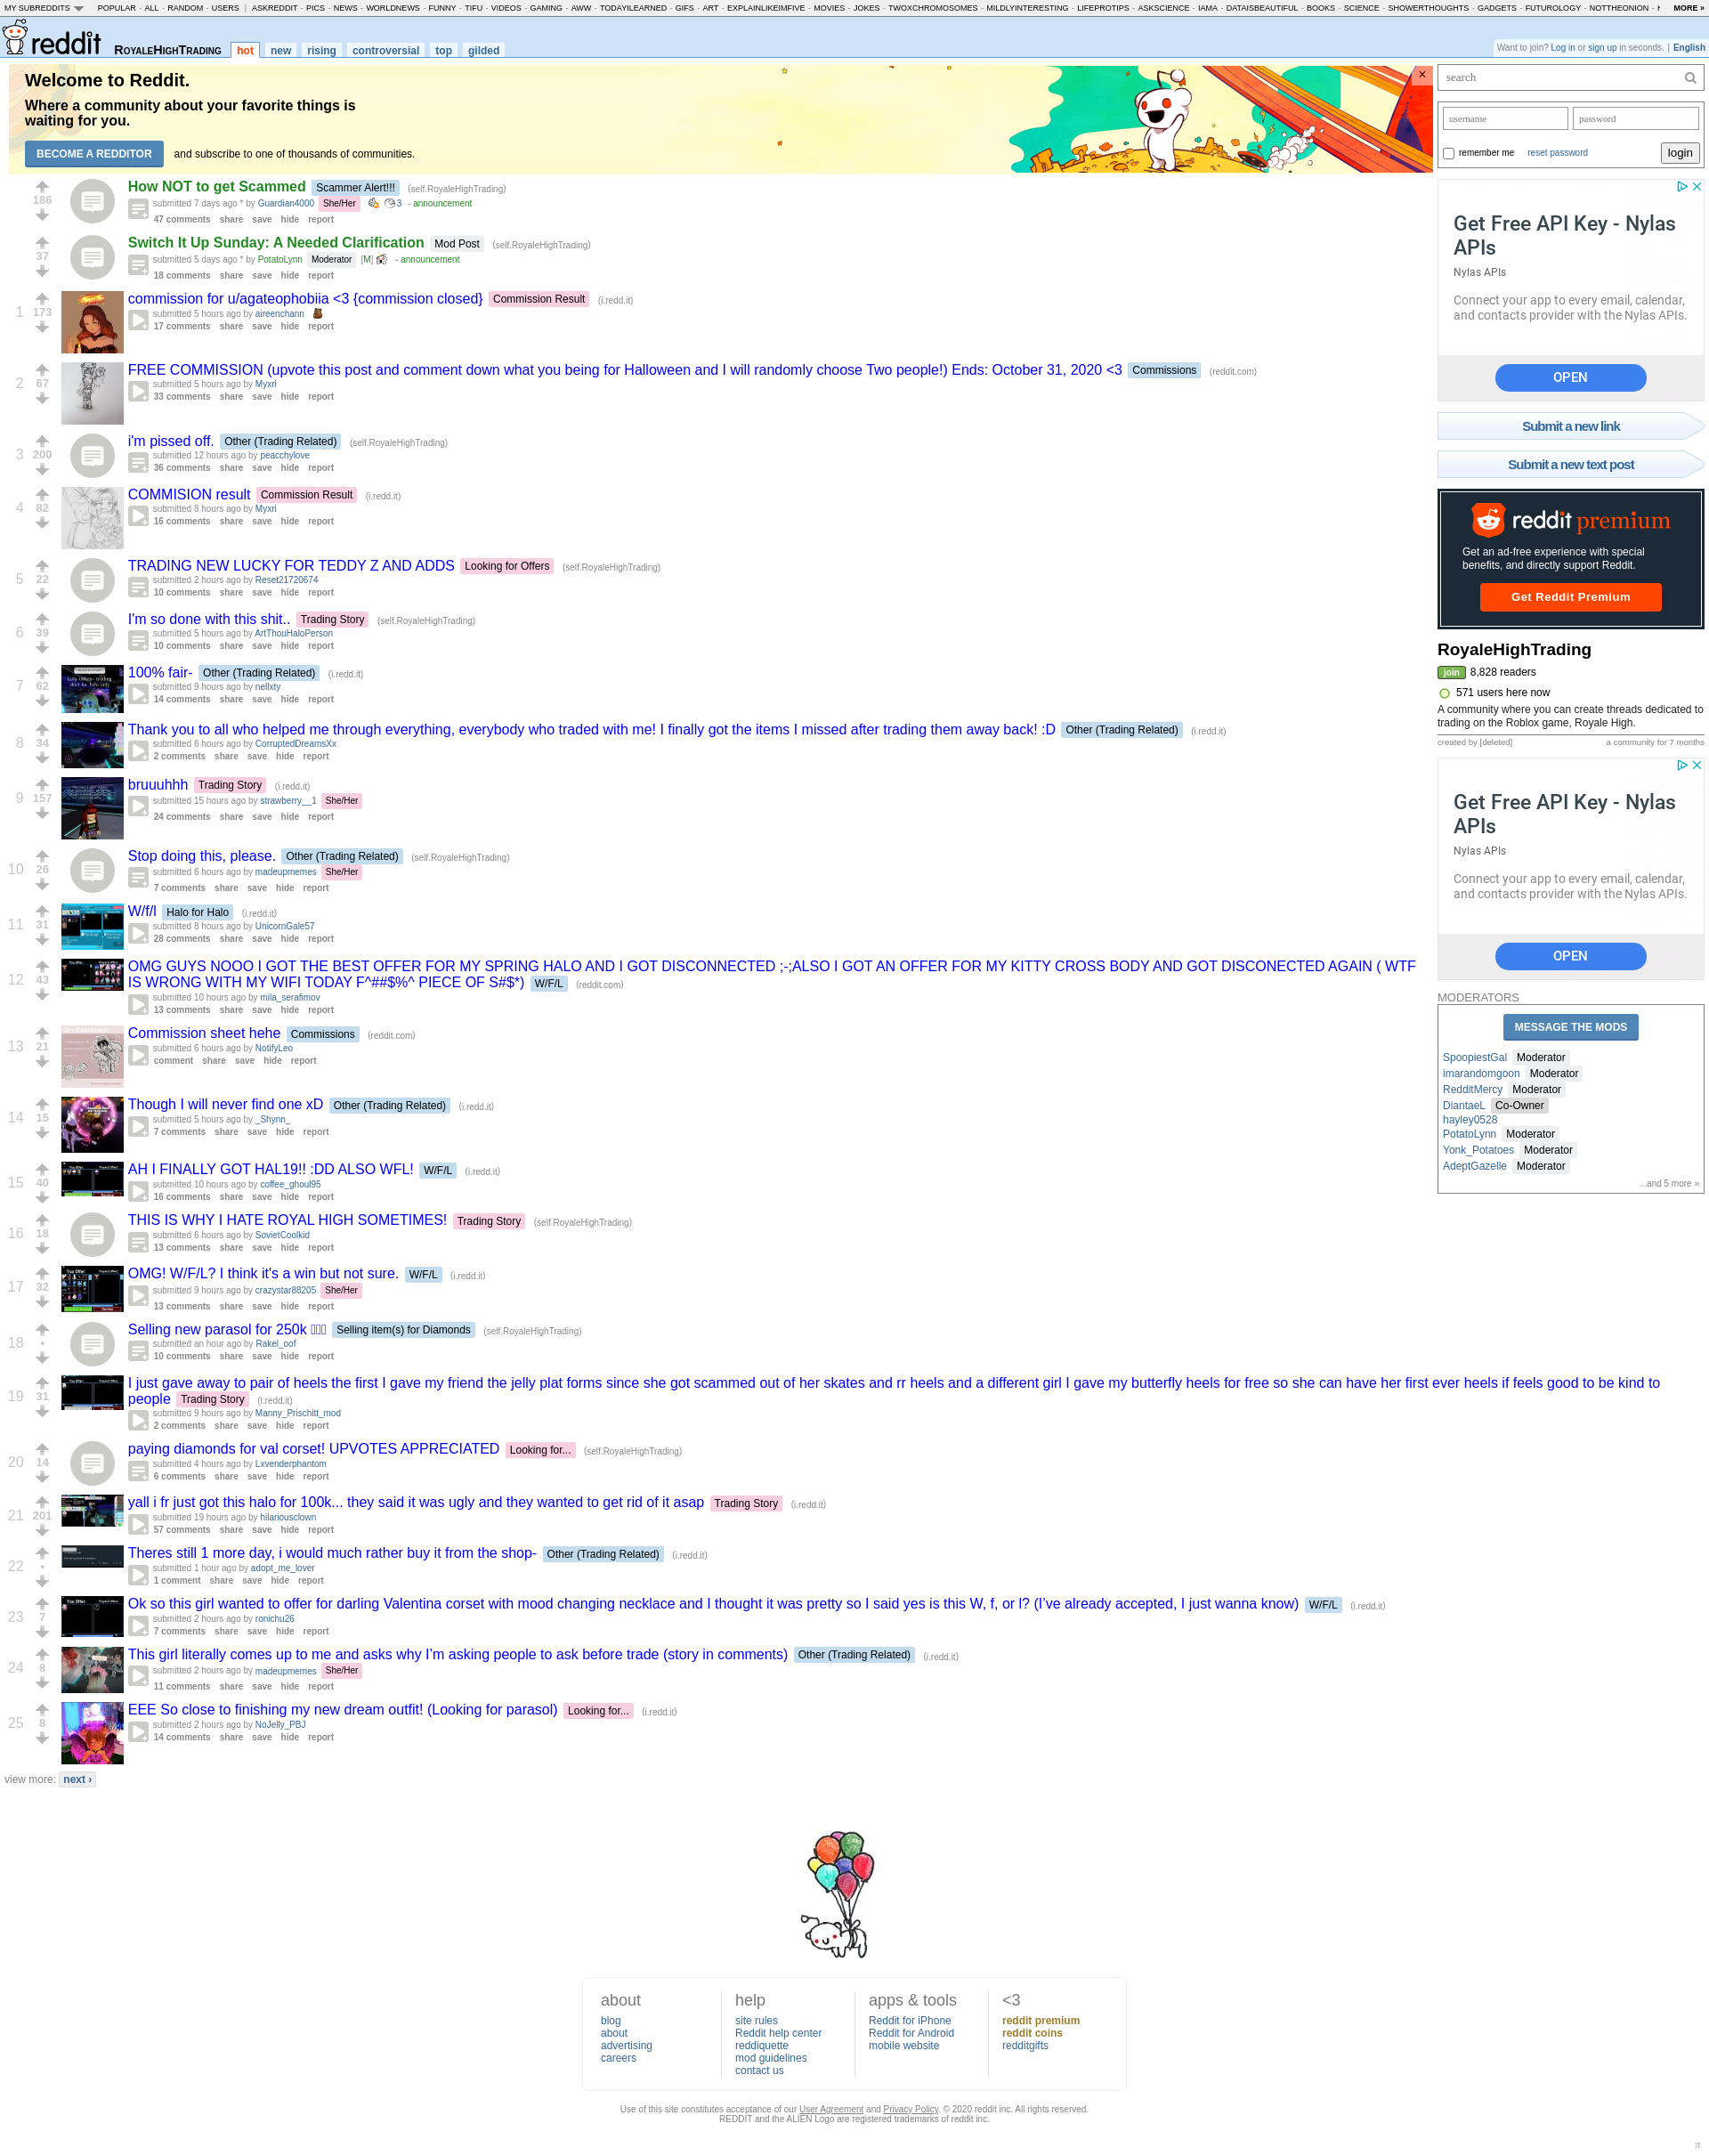 MY SUBREDDITS POPULAR - ALL - RANDOM - USERS | ASKREDDIT - PICS - NEWS - WORLDNEWS - FUNNY - TIFU - VIDEOS - GAMING - AWW - TODAYILEARNED - GIFS - ART - EXPLAINLIKEIMFIVE - MOVIES - JOKES - TWOXCHROMOSOMES - MILDLYINTERESTING - LIFEPROTIPS - ASKSCIENCE - IAMA - DATAISBEAUTIFUL - BOOKS - SCIENCE - SHOWERTHOUGHTS - GADGETS - FUTUROLOGY - NOTTHEONION - MORE »
reddit RoyaleHighTrading hot new rising controversial top gilded
Want to join? Log in or sign up in seconds. | English
Welcome to Reddit.
Where a community about your favorite things is
waiting for you.
BECOME A REDDITOR and subscribe to one of thousands of communities.
×
186
How NOT to get Scammed Scammer Alert!!! (self.RoyaleHighTrading)
submitted 7 days ago * by Guardian4000 She/Her 3 - announcement
47 comments share save hide report
37
Switch It Up Sunday: A Needed Clarification Mod Post (self.RoyaleHighTrading)
submitted 5 days ago * by PotatoLynn Moderator [M] - announcement
18 comments share save hide report
1 173
commission for u/agateophobiia <3 {commission closed} Commission Result (i.redd.it)
submitted 5 hours ago by aireenchann
17 comments share save hide report
2 67
FREE COMMISSION (upvote this post and comment down what you being for Halloween and I will randomly choose Two people!) Ends: October 31, 2020 <3 Commissions (reddit.com)
submitted 5 hours ago by Myxri
33 comments share save hide report
3 200
i'm pissed off. Other (Trading Related) (self.RoyaleHighTrading)
submitted 12 hours ago by peacchylove
36 comments share save hide report
4 82
COMMISION result Commission Result (i.redd.it)
submitted 8 hours ago by Myxri
16 comments share save hide report
5 22
TRADING NEW LUCKY FOR TEDDY Z AND ADDS Looking for Offers (self.RoyaleHighTrading)
submitted 2 hours ago by Reset21720674
10 comments share save hide report
6 39
I'm so done with this shit.. Trading Story (self.RoyaleHighTrading)
submitted 5 hours ago by ArtThouHaloPerson
10 comments share save hide report
7 62
100% fair- Other (Trading Related) (i.redd.it)
submitted 9 hours ago by nellxty
14 comments share save hide report
8 34
Thank you to all who helped me through everything, everybody who traded with me! I finally got the items I missed after trading them away back! :D Other (Trading Related) (i.redd.it)
submitted 6 hours ago by CorruptedDreamsXx
2 comments share save hide report
9 157
bruuuhhh Trading Story (i.redd.it)
submitted 15 hours ago by strawberry__1 She/Her
24 comments share save hide report
10 26
Stop doing this, please. Other (Trading Related) (self.RoyaleHighTrading)
submitted 6 hours ago by madeupmemes She/Her
7 comments share save hide report
11 31
W/f/l Halo for Halo (i.redd.it)
submitted 8 hours ago by UnicornGale57
28 comments share save hide report
12 43
OMG GUYS NOOO I GOT THE BEST OFFER FOR MY SPRING HALO AND I GOT DISCONNECTED ;-;ALSO I GOT AN OFFER FOR MY KITTY CROSS BODY AND GOT DISCONECTED AGAIN ( WTF
IS WRONG WITH MY WIFI TODAY F^##$%^ PIECE OF S#$*) W/F/L (reddit.com)
submitted 10 hours ago by mila_serafimov
13 comments share save hide report
13 21
Commission sheet hehe Commissions (reddit.com)
submitted 6 hours ago by NotifyLeo
comment share save hide report
14 15
Though I will never find one xD Other (Trading Related) (i.redd.it)
submitted 5 hours ago by _Shynn_
7 comments share save hide report
15 40
AH I FINALLY GOT HAL19!! :DD ALSO WFL! W/F/L (i.redd.it)
submitted 10 hours ago by coffee_ghoul95
16 comments share save hide report
16 18
THIS IS WHY I HATE ROYAL HIGH SOMETIMES! Trading Story (self.RoyaleHighTrading)
submitted 6 hours ago by SovietCoolkid
13 comments share save hide report
17 32
OMG! W/F/L? I think it's a win but not sure. W/F/L (i.redd.it)
submitted 9 hours ago by crazystar88205 She/Her
13 comments share save hide report
18 •
Selling new parasol for 250k Selling item(s) for Diamonds (self.RoyaleHighTrading)
submitted an hour ago by Rakel_oof
10 comments share save hide report
19 31
I just gave away to pair of heels the first I gave my friend the jelly plat forms since she got scammed out of her skates and rr heels and a different girl I gave my butterfly heels for free so she can have her first ever heels if feels good to be kind to
people Trading Story (i.redd.it)
submitted 9 hours ago by Manny_Prischitt_mod
2 comments share save hide report
20 14
paying diamonds for val corset! UPVOTES APPRECIATED Looking for... (self.RoyaleHighTrading)
submitted 4 hours ago by Lxvenderphantom
6 comments share save hide report
21 201
yall i fr just got this halo for 100k... they said it was ugly and they wanted to get rid of it asap Trading Story (i.redd.it)
submitted 19 hours ago by hilariousclown
57 comments share save hide report
22 •
Theres still 1 more day, i would much rather buy it from the shop- Other (Trading Related) (i.redd.it)
submitted 1 hour ago by adopt_me_lover
1 comment share save hide report
23 7
Ok so this girl wanted to offer for darling Valentina corset with mood changing necklace and I thought it was pretty so I said yes is this W, f, or l? (I've already accepted, I just wanna know) W/F/L (i.redd.it)
submitted 2 hours ago by ronichu26
7 comments share save hide report
24 8
This girl literally comes up to me and asks why I'm asking people to ask before trade (story in comments) Other (Trading Related) (i.redd.it)
submitted 2 hours ago by madeupmemes She/Her
11 comments share save hide report
25 8
EEE So close to finishing my new dream outfit! (Looking for parasol) Looking for... (i.redd.it)
submitted 2 hours ago by NoJelly_PBJ
14 comments share save hide report
view more: next ›
search
username password
remember me reset password login
Get Free API Key - Nylas
APIs
Nylas APIs
Connect your app to every email, calendar,
and contacts provider with the Nylas APIs.
OPEN
Submit a new link
Submit a new text post
reddit premium
Get an ad-free experience with special
benefits, and directly support Reddit.
Get Reddit Premium
RoyaleHighTrading
join 8,828 readers
571 users here now
A community where you can create threads dedicated to
trading on the Roblox game, Royale High.
created by [deleted] a community for 7 months
Get Free API Key - Nylas
APIs
Nylas APIs
Connect your app to every email, calendar,
and contacts provider with the Nylas APIs.
OPEN
MODERATORS
MESSAGE THE MODS
SpoopiestGal Moderator
imarandomgoon Moderator
RedditMercy Moderator
DiantaeL Co-Owner
hayley0528
PotatoLynn Moderator
Yonk_Potatoes Moderator
AdeptGazelle Moderator
...and 5 more »
about
blog
about
advertising
careers
help
site rules
Reddit help center
reddiquette
mod guidelines
contact us
apps & tools
Reddit for iPhone
Reddit for Android
mobile website
<3
reddit premium
reddit coins
redditgifts
Use of this site constitutes acceptance of our User Agreement and Privacy Policy. © 2020 reddit inc. All rights reserved.
REDDIT and the ALIEN Logo are registered trademarks of reddit inc.
π